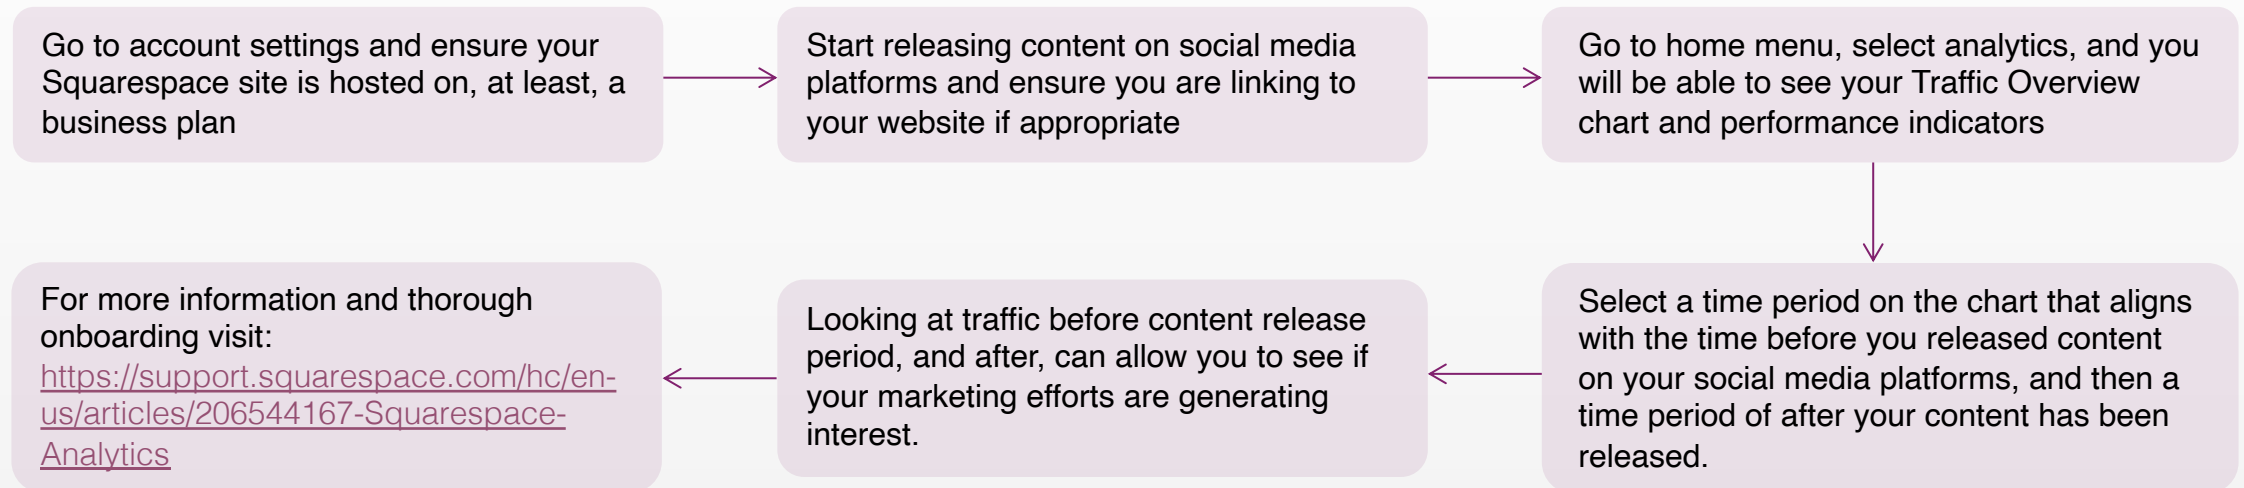 Go to account settings and ensure your
Squarespace site is hosted on, at least, a
business plan
Start releasing content on social media
platforms and ensure you are linking to
your website if appropriate
Go to home menu, select analytics, and you
will be able to see your Traffic Overview
chart and performance indicators
Select a time period on the chart that aligns
with the time before you released content
on your social media platforms, and then a
time period of after your content has been
released.
Looking at traffic before content release
period, and after, can allow you to see if
your marketing efforts are generating
interest.
For more information and thorough
onboarding visit:
https://support.squarespace.com/hc/en-
us/articles/206544167-Squarespace-
Analytics